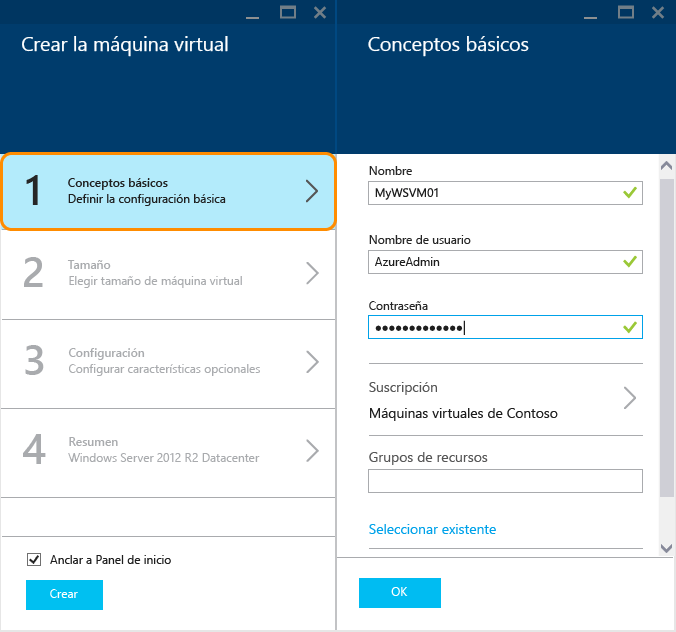 Crear la máquina virtual
1
Conceptos básicos
Definir la configuración básica
2
Tamaño
Elegir tamaño de máquina virtual
3
Configuración
Configurar características opcionales
4
Resumen
Windows Server 2012 R2 Datacenter
Anclar a Panel de inicio
Crear
Conceptos básicos
Nombre
MyWSVM01
Nombre de usuario
AzureAdmin
Contraseña
•••••••••••••
Suscripción
Máquinas virtuales de Contoso
Grupos de recursos
Seleccionar existente
OK